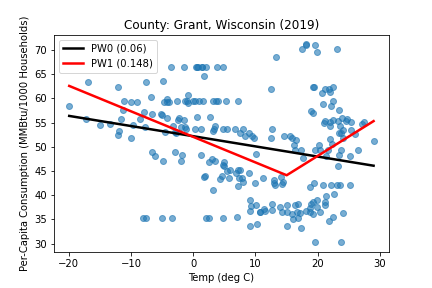 County: Grant, Wisconsin (2019)
Per-Capita Consumption (MMBtu/1000 Households)
70
65
60
55
50
45
40
35
30
PW0 (0.06)
PW1 (0.148)
−20 −10 0 10 20 30
Temp (deg C)